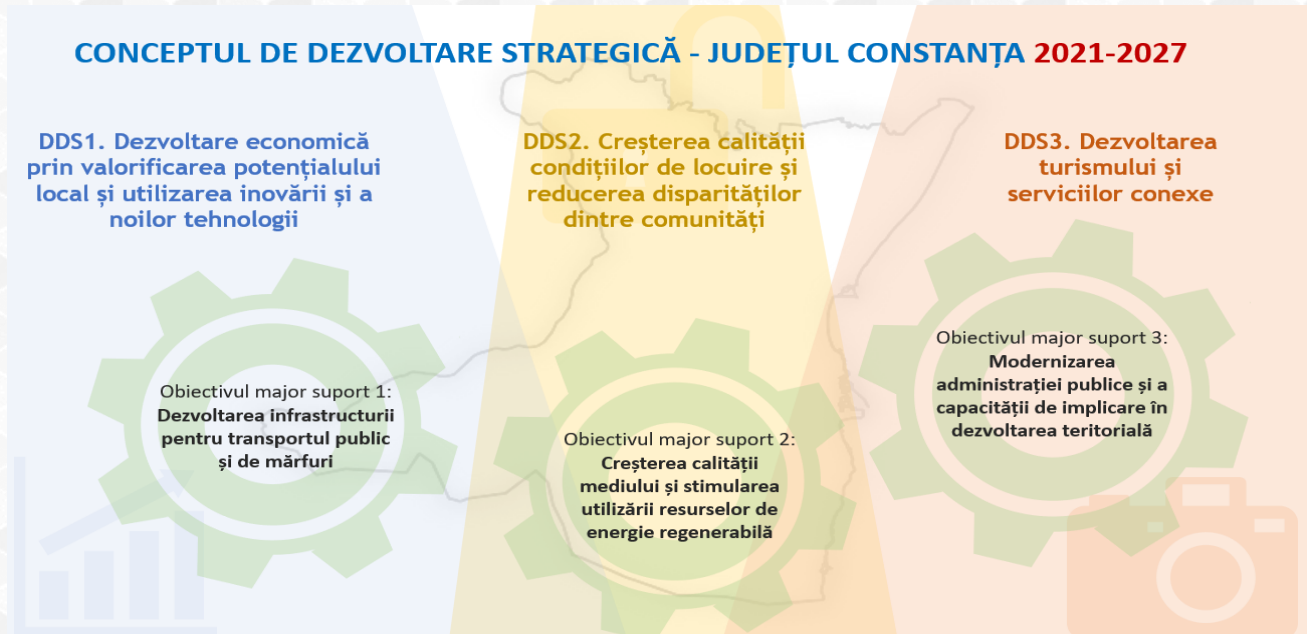 CONCEPTUL DE DEZVOLTARE STRATEGICĂ - JUDEȚUL CONSTANȚA 2021-2027
DDS1. Dezvoltare economică
prin valorificarea potențialului
local și utilizarea inovării și a
noilor tehnologii
DDS2. Creșterea calității
condițiilor de locuire și
reducerea disparităților
dintre comunități
DDS3. Dezvoltarea
turismului și
serviciilor conexe
Obiectivul major suport 1:
Dezvoltarea infrastructurii
pentru transportul public
și de mărfuri
Obiectivul major suport 2:
Creșterea calității
mediului și stimularea
utilizării resurselor de
energie regenerabilă
Obiectivul major suport 3:
Modernizarea
administrației publice și a
capacității de implicare în
dezvoltarea teritorială